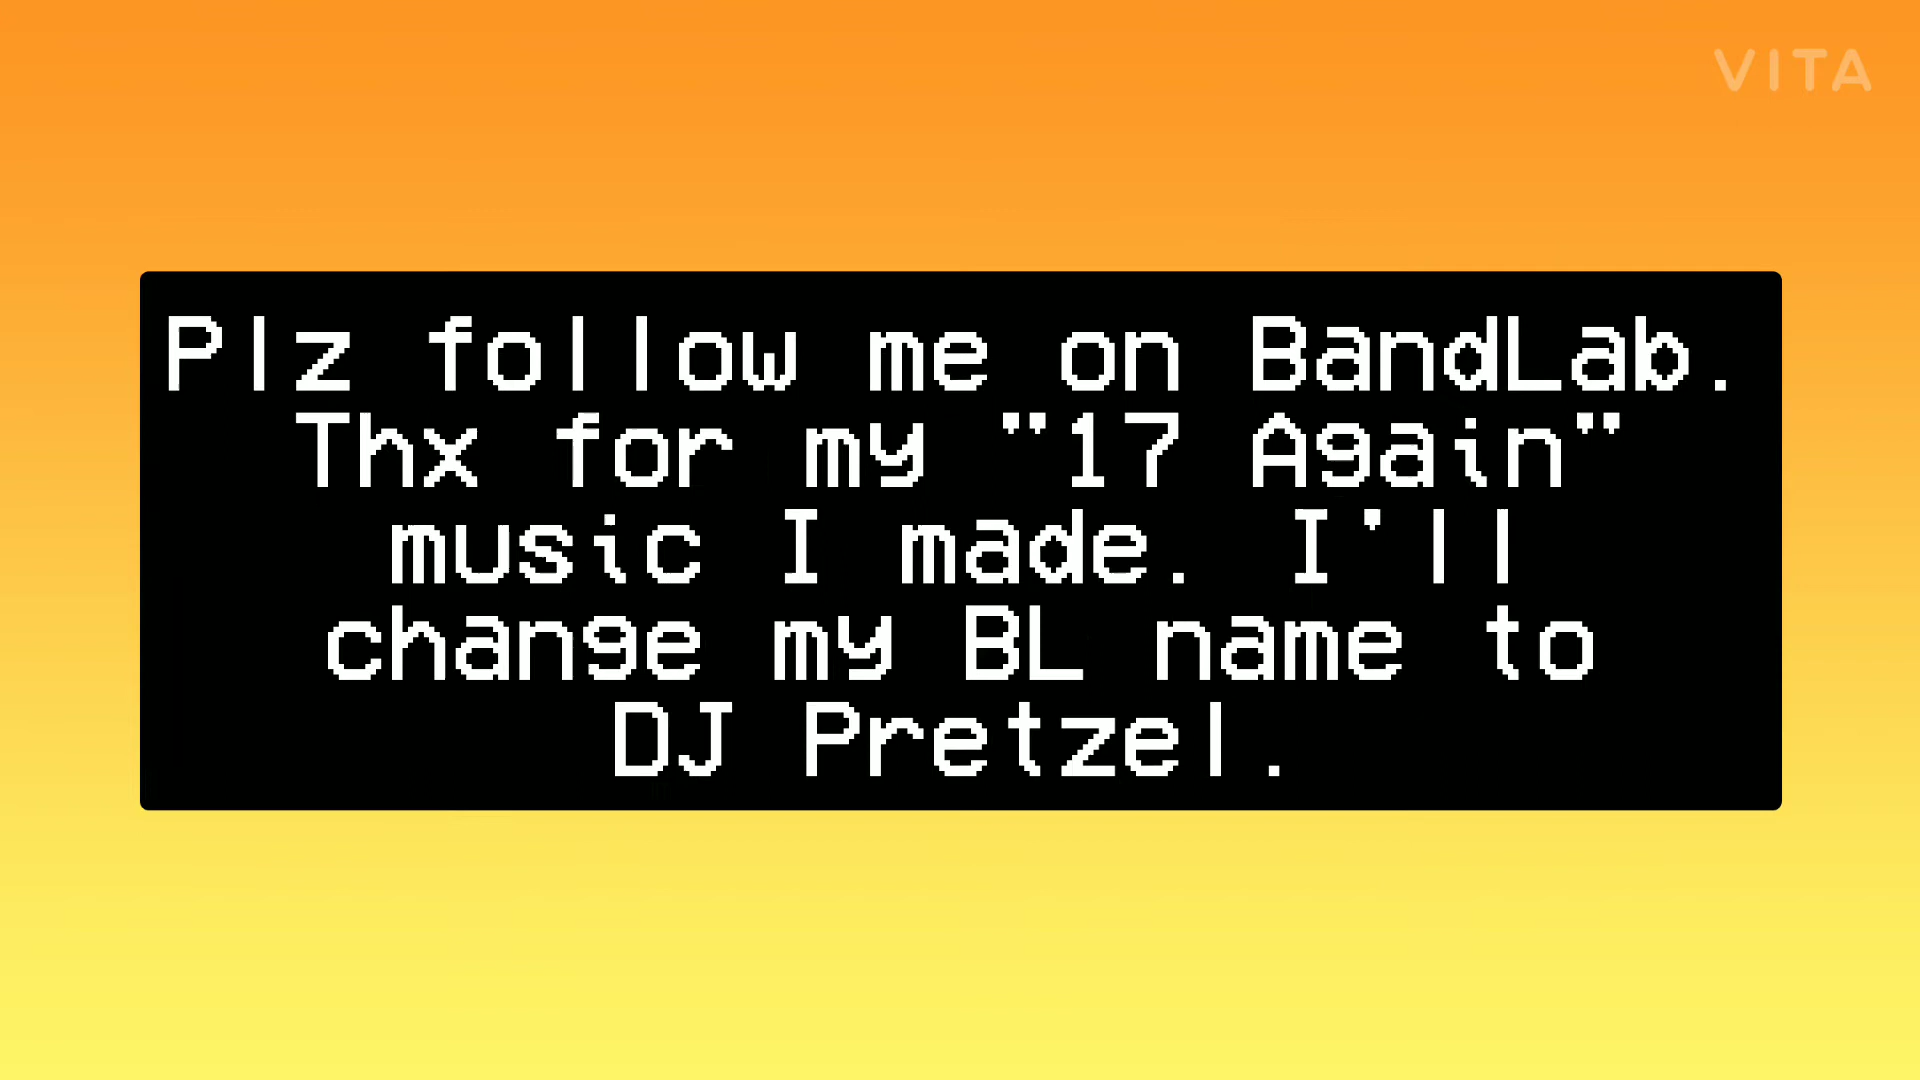 VITA
Plz follow me on BandLab.
Thx for my "17 Again"
music I made. I'll
change my BL name to
DJ Pretzel.